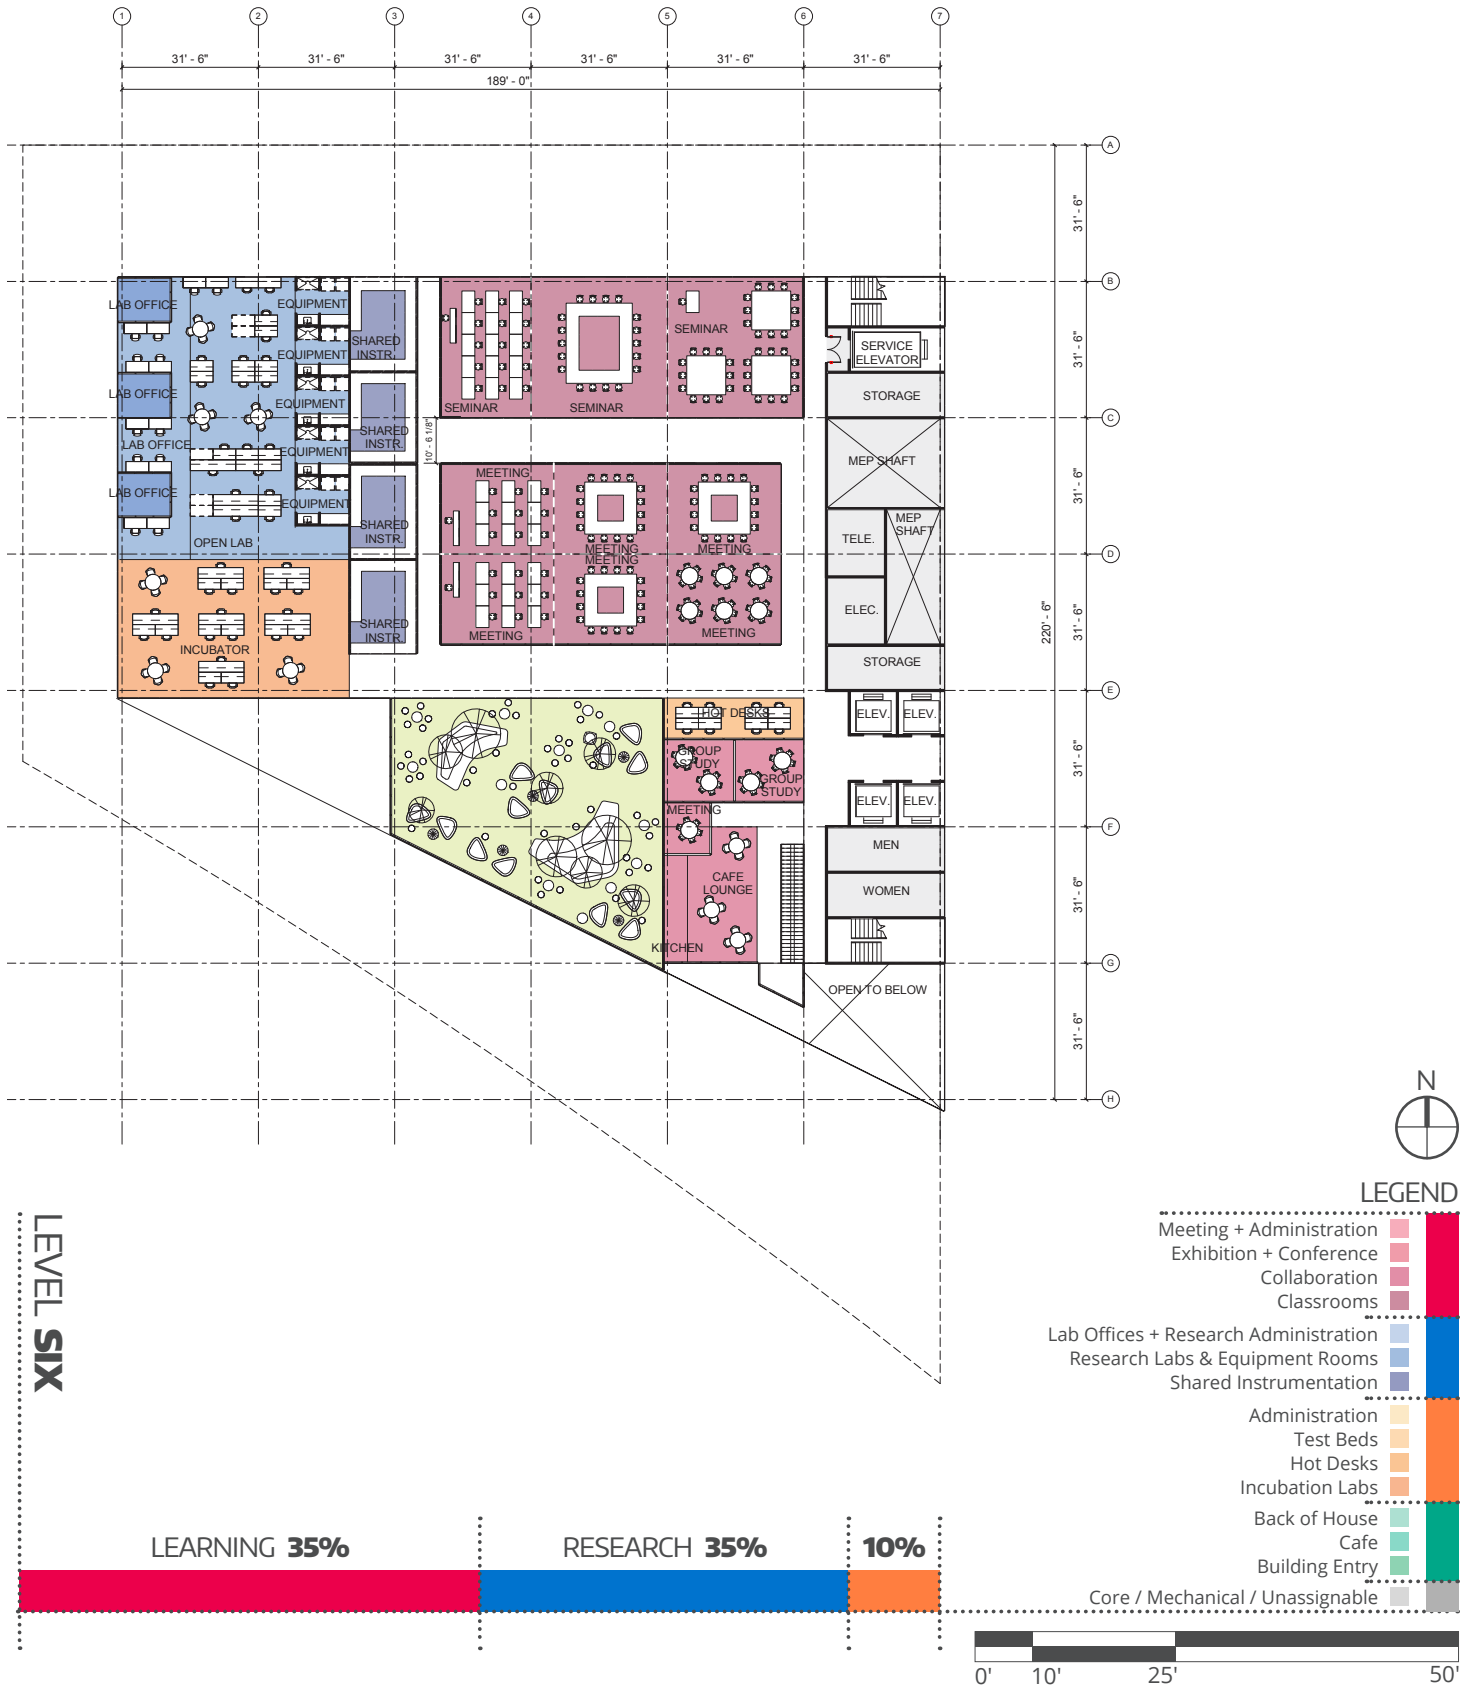 1 2 3 4 5 6 7
31' - 6" 31' - 6" 31' - 6" 31' - 6" 31' - 6" 31' - 6"
189' - 0"
A
31' - 6"
B
31' - 6"
C
31' - 6"
D
31' - 6"
E
31' - 6"
F
31' - 6"
G
31' - 6"
H
220' - 6"
10' - 6 1/8"
LAB OFFICE
LAB OFFICE
LAB OFFICE
LAB OFFICE
OPEN LAB
EQUIPMENT
EQUIPMENT
EQUIPMENT
EQUIPMENT
EQUIPMENT
SHARED
INSTR.
SHARED
INSTR.
SHARED
INSTR.
SHARED
INSTR.
INCUBATOR
SEMINAR
SEMINAR
SEMINAR
MEETING
MEETING
MEETING
MEETING
MEETING
MEETING
SERVICE
ELEVATOR
STORAGE
MEP SHAFT
MEP
SHAFT
TELE.
ELEC.
STORAGE
ELEV. ELEV.
ELEV. ELEV.
MEN
WOMEN
OPEN TO BELOW
HOT DESKS
GROUP
STUDY
GROUP
STUDY
MEETING
CAFE
LOUNGE
KITCHEN
N
LEGEND
Meeting + Administration
Exhibition + Conference
Collaboration
Classrooms
Lab Offices + Research Administration
Research Labs & Equipment Rooms
Shared Instrumentation
Administration
Test Beds
Hot Desks
Incubation Labs
Back of House
Cafe
Building Entry
Core / Mechanical / Unassignable
LEVEL SIX
LEARNING 35% RESEARCH 35% 10%
0' 10' 25' 50'